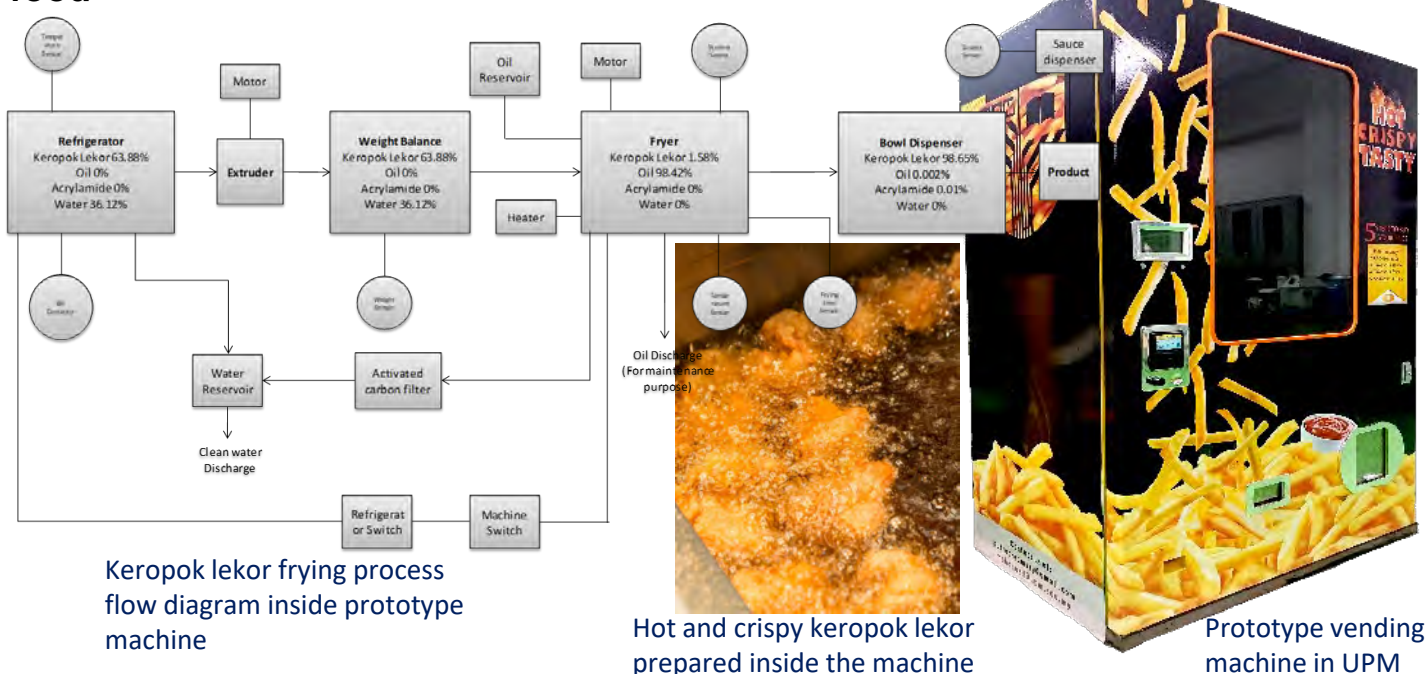 Motor
Oil
Reservoir
Motor
Sauce
dispenser
Refrigerator
Keropok Lekor 63.88%
Oil 0%
Acrylamide 0%
Water 36.12%
Extruder
Weight Balance
Keropok Lekor 63.88%
Oil 0%
Acrylamide 0%
Water 36.12%
Fryer
Keropok Lekor 1.58%
Oil 98.42%
Acrylamide 0%
Water 0%
Bowl Dispenser
Keropok Lekor 98.65%
Oil 0.002%
Acrylamide 0.01%
Water 0%
Product
Heater
Weight
Sensor
Water
Reservoir
Activated
carbon filter
Oil Discharge
(For maintenance
purpose)
Clean water
Discharge
Refrigerat
or Switch
Machine
Switch
HOT
CRISPY
TASTY
Keropok lekor frying process
flow diagram inside prototype
machine
Hot and crispy keropok lekor
prepared inside the machine
Prototype vending
machine in UPM